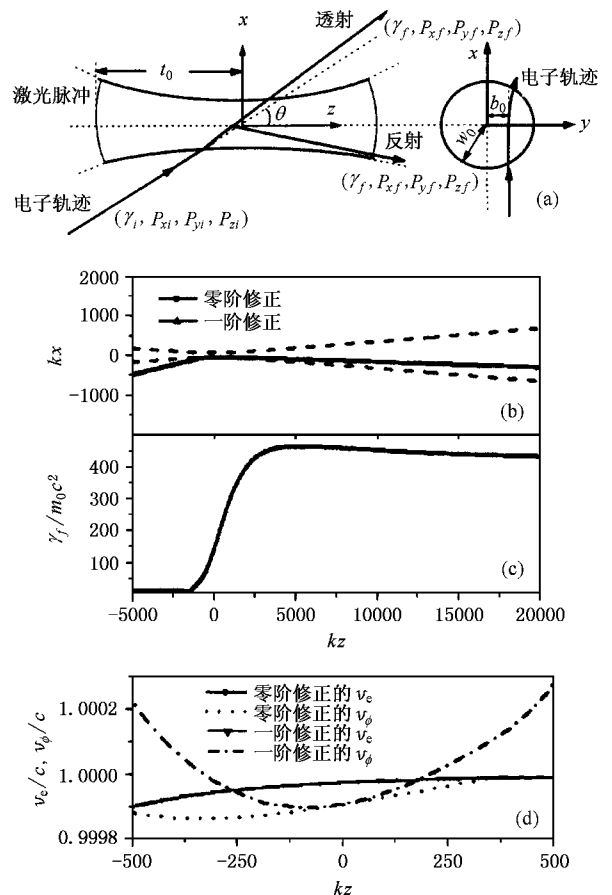 透射
(γ_f, P_xf, P_yf, P_zf)
x
t_0
激光脉冲
θ
z
反射
(γ_f, P_xf, P_yf, P_zf)
电子轨迹
(γ_i, P_xi, P_yi, P_zi)
x
电子轨迹
b_0
w_0
y
(a)
2000
1000
0
-1000
kx
零阶修正
一阶修正
(b)
400
300
200
100
γ_f/m_0c^2
(c)
-5000 0 5000 10000 15000 20000
kz
1.0002
1.0000
0.9998
v_e/c, v_ϕ/c
零阶修正的 v_e
零阶修正的 v_ϕ
一阶修正的 v_e
一阶修正的 v_ϕ
(d)
-500 -250 0 250 500
kz